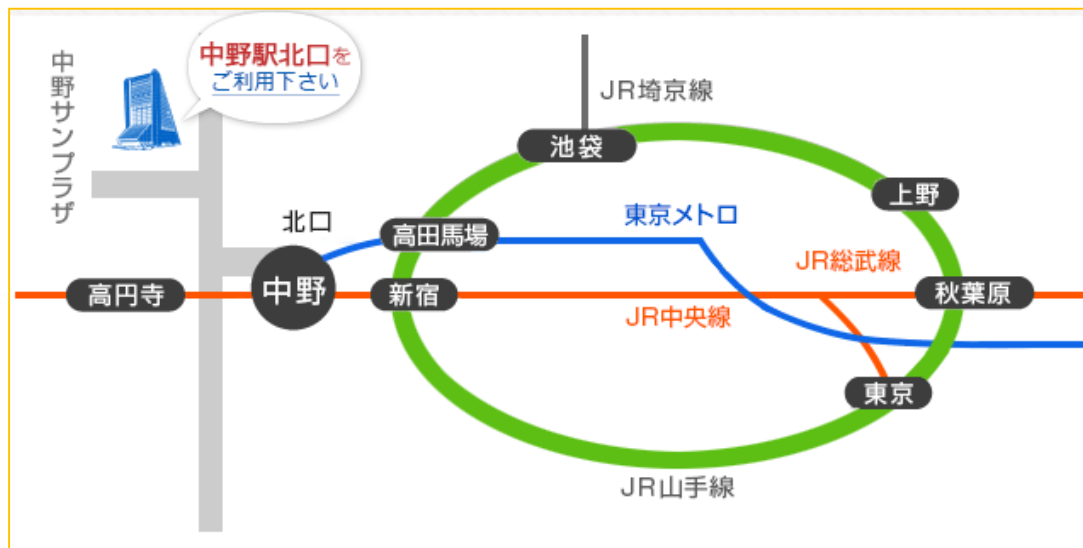 中野サンプラザ
中野駅北口を
ご利用下さい
JR埼京線
池袋
上野
北口
高田馬場
東京メトロ
JR総武線
高円寺
中野
新宿
秋葉原
JR中央線
東京
JR山手線